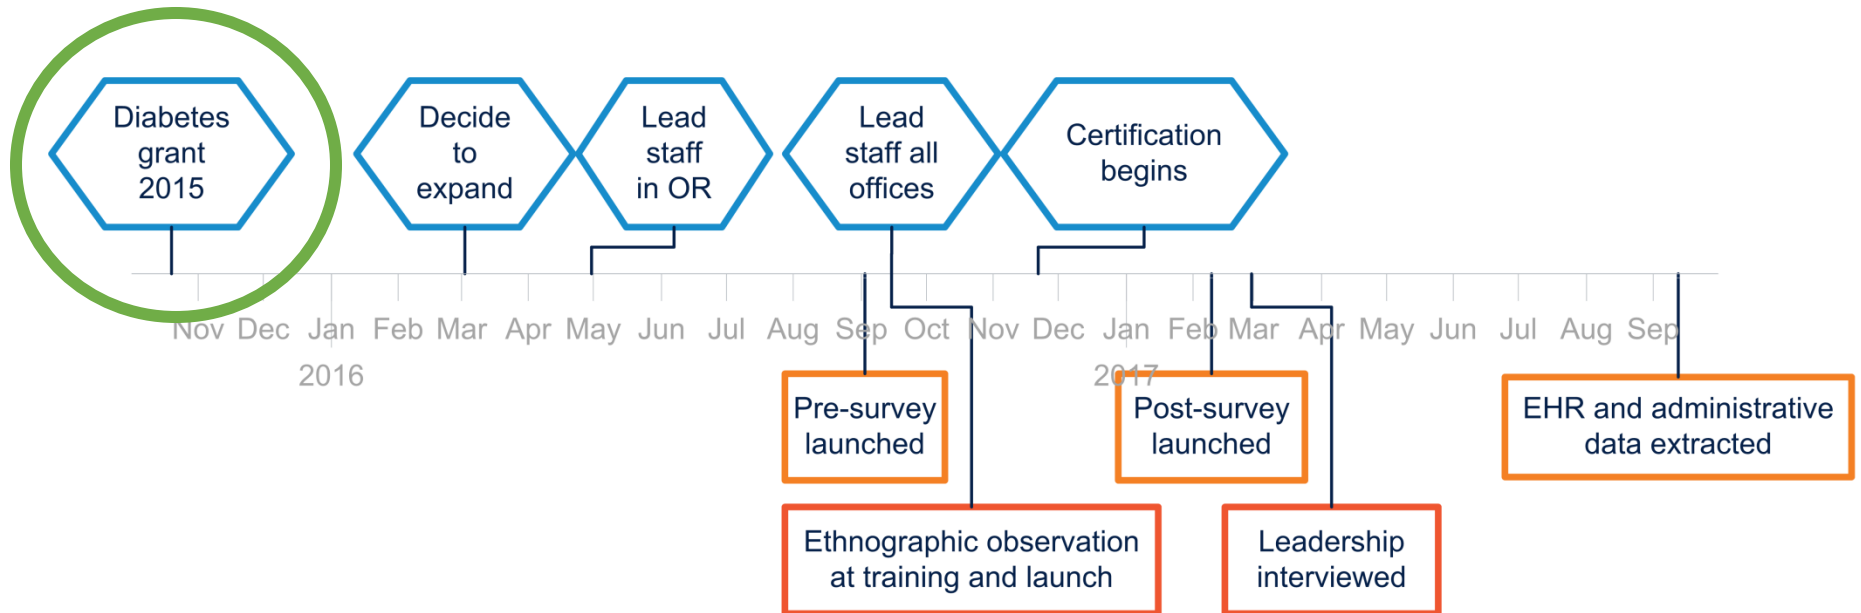 Diabetes
grant
2015
Decide
to
expand
Lead
staff
in OR
Lead
staff all
offices
Certification
begins
Nov Dec Jan Feb Mar Apr May Jun Jul Aug Sep Oct Nov Dec Jan Feb Mar Apr May Jun Jul Aug Sep
2016 2017
Pre-survey
launched
Post-survey
launched
EHR and administrative
data extracted
Ethnographic observation
at training and launch
Leadership
interviewed